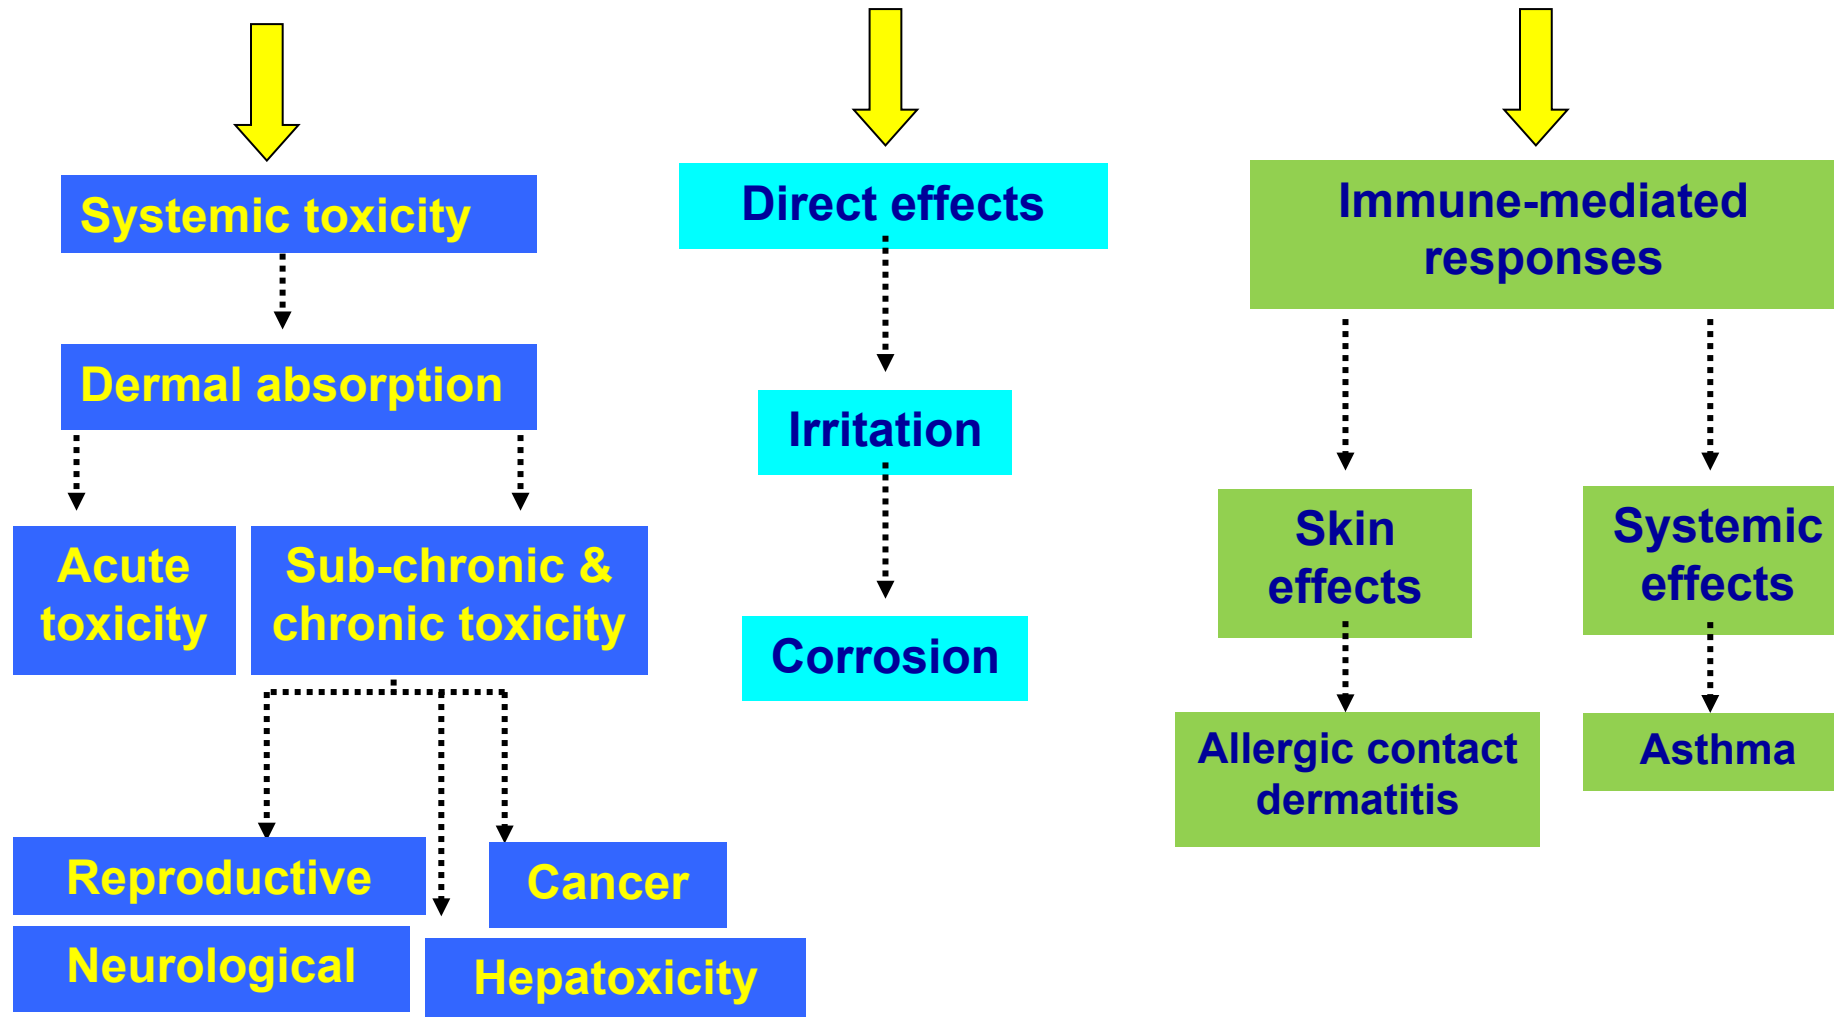 Systemic toxicity
Dermal absorption
Acute
toxicity
Sub-chronic &
chronic toxicity
Reproductive
Neurological
Cancer
Hepatoxicity
Direct effects
Irritation
Corrosion
Immune-mediated
responses
Skin
effects
Systemic
effects
Allergic contact
dermatitis
Asthma